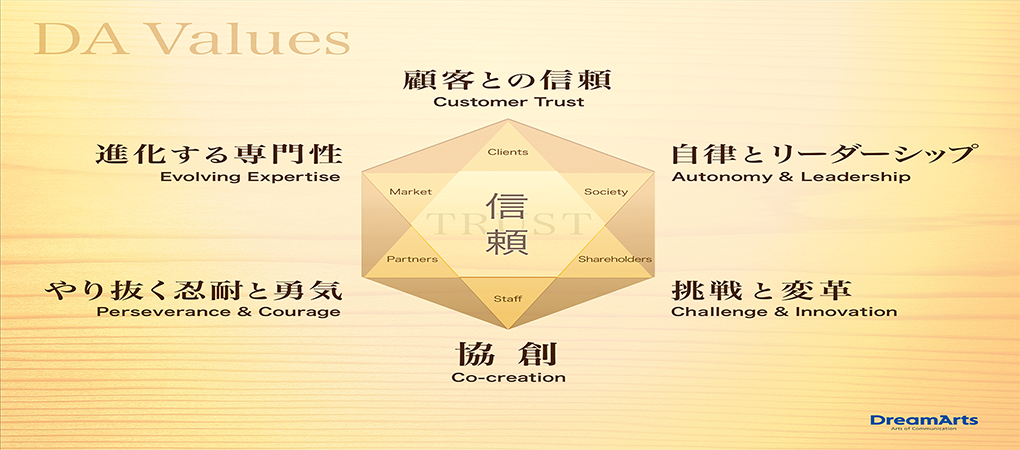 DA Values
顧客との信頼
Customer Trust
進化する専門性
Evolving Expertise
自律とリーダーシップ
Autonomy & Leadership
Clients
Market
Society
信頼
TRUST
Partners
Shareholders
Staff
やり抜く忍耐と勇気
Perseverance & Courage
挑戦と変革
Challenge & Innovation
協創
Co-creation
DreamArts
Arts of Communication